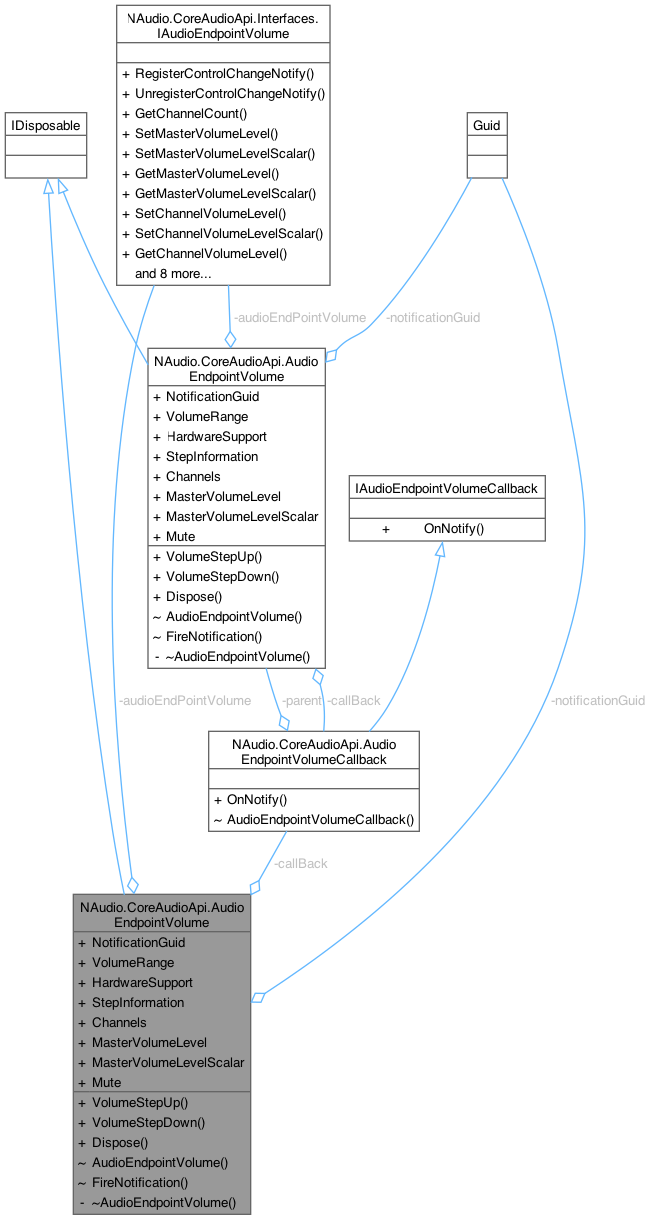 NAudio.CoreAudioApi.Interfaces.
IAudioEndpointVolume
+ RegisterControlChangeNotify()
+ UnregisterControlChangeNotify()
+ GetChannelCount()
+ SetMasterVolumeLevel()
+ SetMasterVolumeLevelScalar()
+ GetMasterVolumeLevel()
+ GetMasterVolumeLevelScalar()
+ SetChannelVolumeLevel()
+ SetChannelVolumeLevelScalar()
+ GetChannelVolumeLevel()
and 8 more...
IDisposable
Guid
-audioEndPointVolume
-notificationGuid
NAudio.CoreAudioApi.Audio
EndpointVolume
+ NotificationGuid
+ VolumeRange
+ HardwareSupport
+ StepInformation
+ Channels
+ MasterVolumeLevel
+ MasterVolumeLevelScalar
+ Mute
+ VolumeStepUp()
+ VolumeStepDown()
+ Dispose()
~ AudioEndpointVolume()
~ FireNotification()
- ~AudioEndpointVolume()
IAudioEndpointVolumeCallback
+ OnNotify()
-audioEndPointVolume
-parent
-callBack
-notificationGuid
NAudio.CoreAudioApi.Audio
EndpointVolumeCallback
+ OnNotify()
~ AudioEndpointVolumeCallback()
-callBack
NAudio.CoreAudioApi.Audio
EndpointVolume
+ NotificationGuid
+ VolumeRange
+ HardwareSupport
+ StepInformation
+ Channels
+ MasterVolumeLevel
+ MasterVolumeLevelScalar
+ Mute
+ VolumeStepUp()
+ VolumeStepDown()
+ Dispose()
~ AudioEndpointVolume()
~ FireNotification()
- ~AudioEndpointVolume()